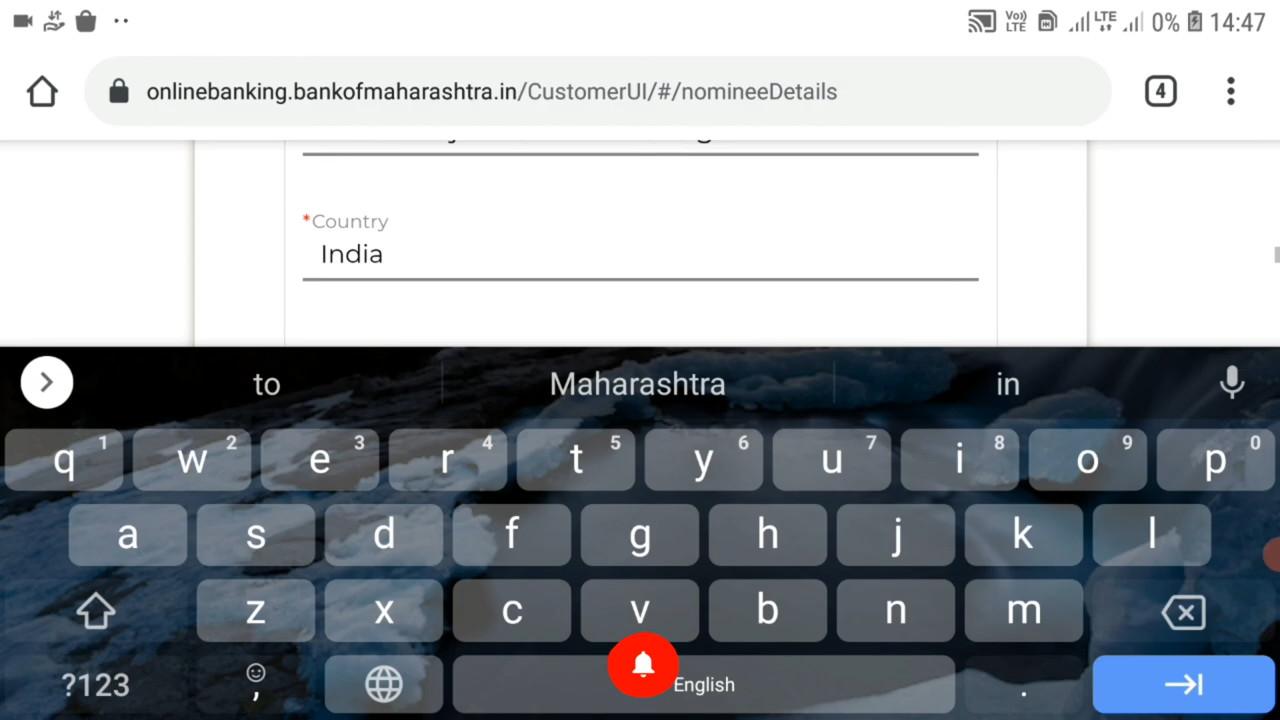 Vo)) LTE LTE 0% 14:47
onlinebanking.bankofmaharashtra.in/CustomerUI/#/nomineeDetails 4
*Country
India
to Maharashtra in
q 1 w 2 e 3 r 4 t 5 y 6 u 7 i 8 o 9 p 0
a s d f g h j k l
z x c v b n m
?123 , English .